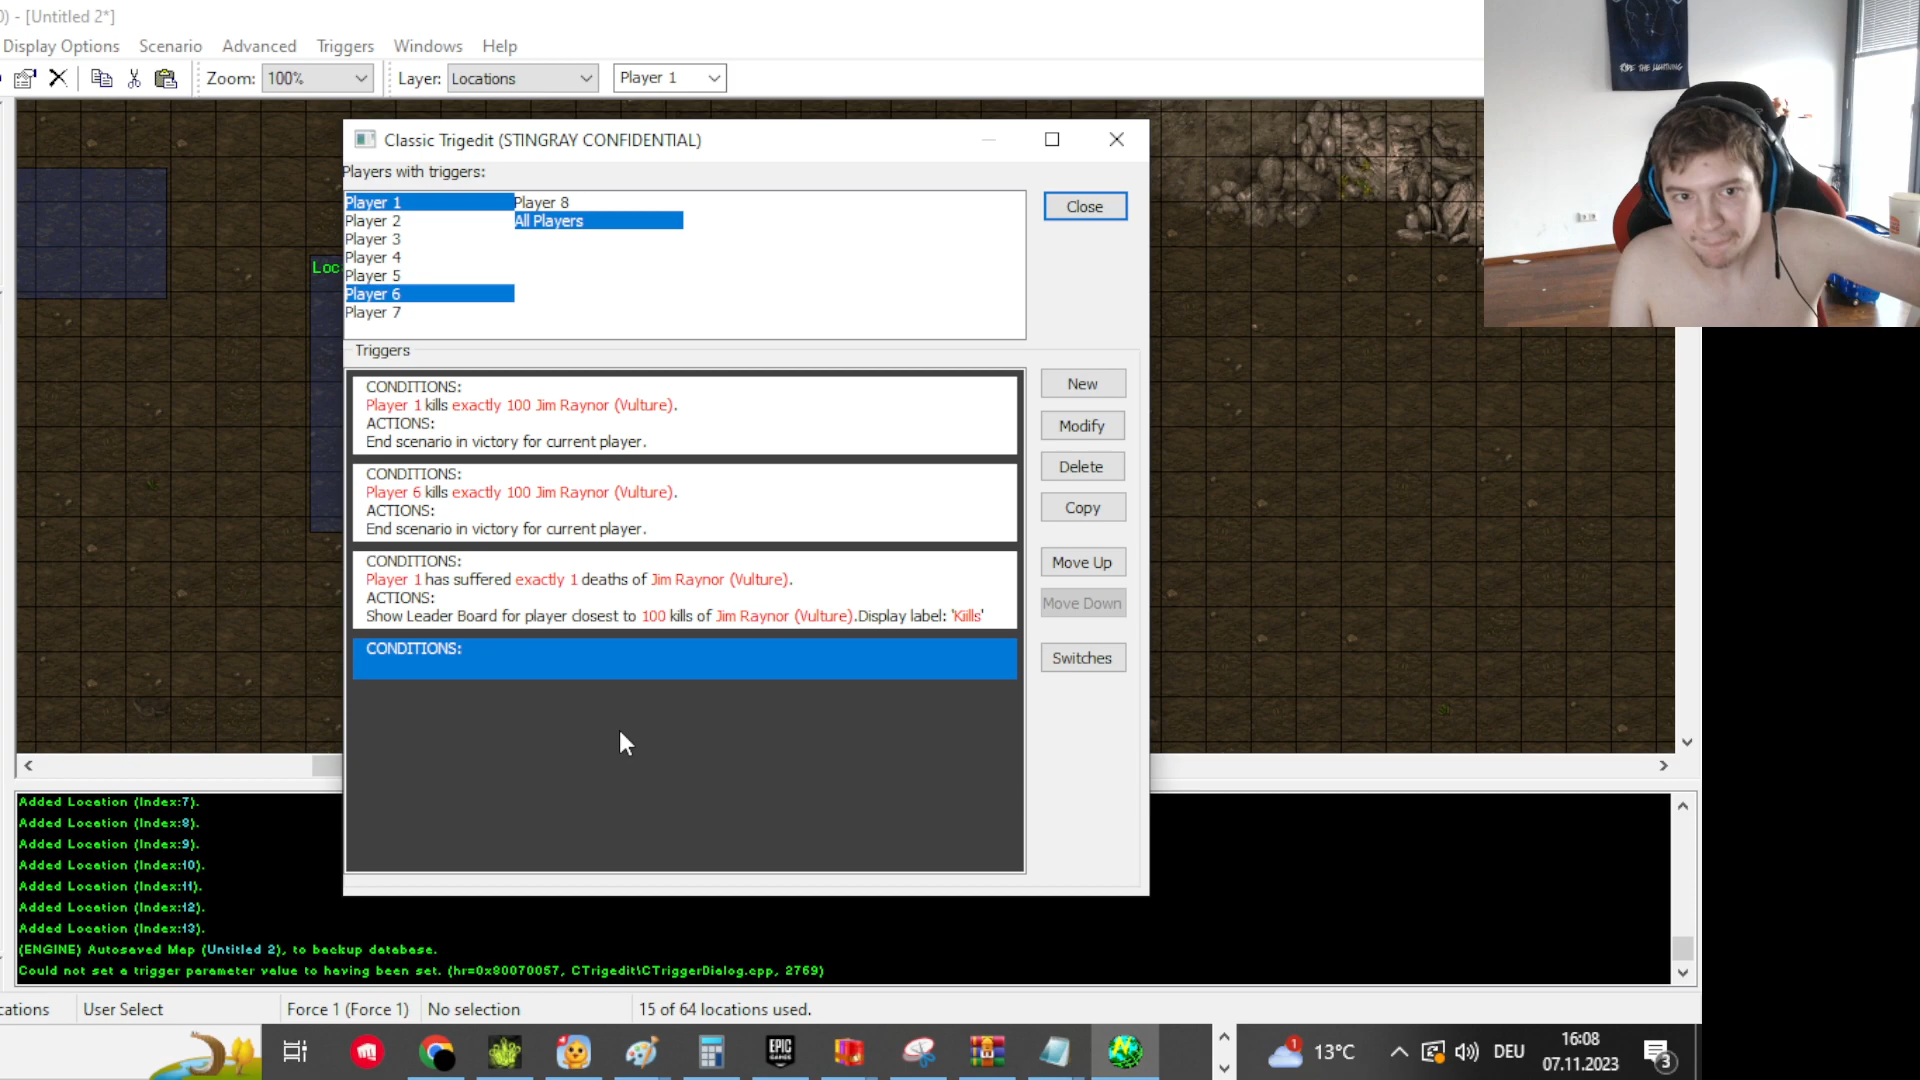 0) - [Untitled 2*]
Display Options Scenario Advanced Triggers Windows Help
Zoom: 100% Layer: Locations Player 1
RIDE THE LIGHTNING
Classic Trigedit (STINGRAY CONFIDENTIAL)
Players with triggers:
Player 1 Player 8
Player 2 All Players
Player 3
Player 4
Player 5
Player 6
Player 7
Close
Loc
Triggers
CONDITIONS:
Player 1 kills exactly 100 Jim Raynor (Vulture).
ACTIONS:
End scenario in victory for current player.
CONDITIONS:
Player 6 kills exactly 100 Jim Raynor (Vulture).
ACTIONS:
End scenario in victory for current player.
CONDITIONS:
Player 1 has suffered exactly 1 deaths of Jim Raynor (Vulture).
ACTIONS:
Show Leader Board for player closest to 100 kills of Jim Raynor (Vulture).Display label: 'Kills'
CONDITIONS:
New
Modify
Delete
Copy
Move Up
Move Down
Switches
Added Location (Index:7).
Added Location (Index:8).
Added Location (Index:9).
Added Location (Index:10).
Added Location (Index:11).
Added Location (Index:12).
Added Location (Index:13).
(ENGINE) Autosaved Map (Untitled 2), to backup database.
Could not set a trigger parameter value to having been set. (hr=0x80070057, CTrigedit\CTriggerDialog.cpp, 2769)
cations User Select Force 1 (Force 1) No selection 15 of 64 locations used.
EPIC GAMES
1 13°C DEU 16:08
07.11.2023 3